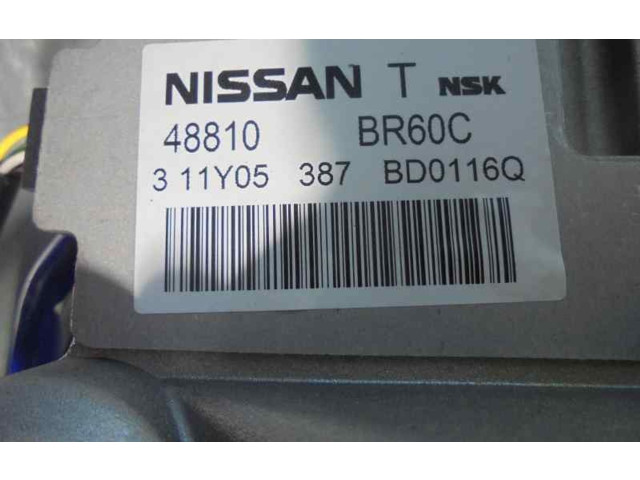 NISSAN T NSK
48810 BR60C
3 11Y05 387 BD0116Q